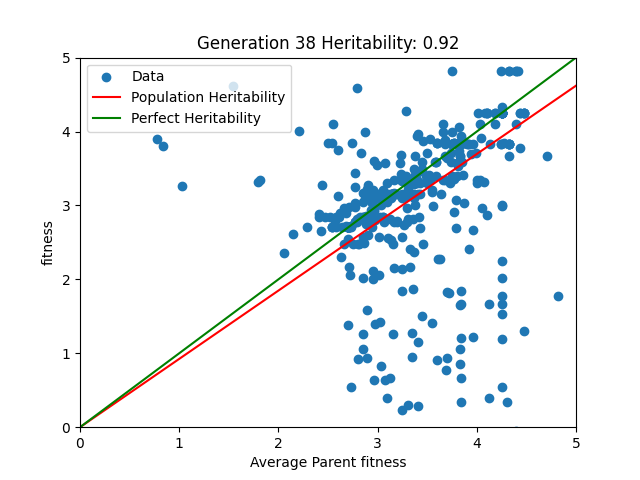 Generation 38 Heritability: 0.92
Data
Population Heritability
Perfect Heritability
5
4
3
2
1
0
fitness
0 1 2 3 4 5
Average Parent fitness